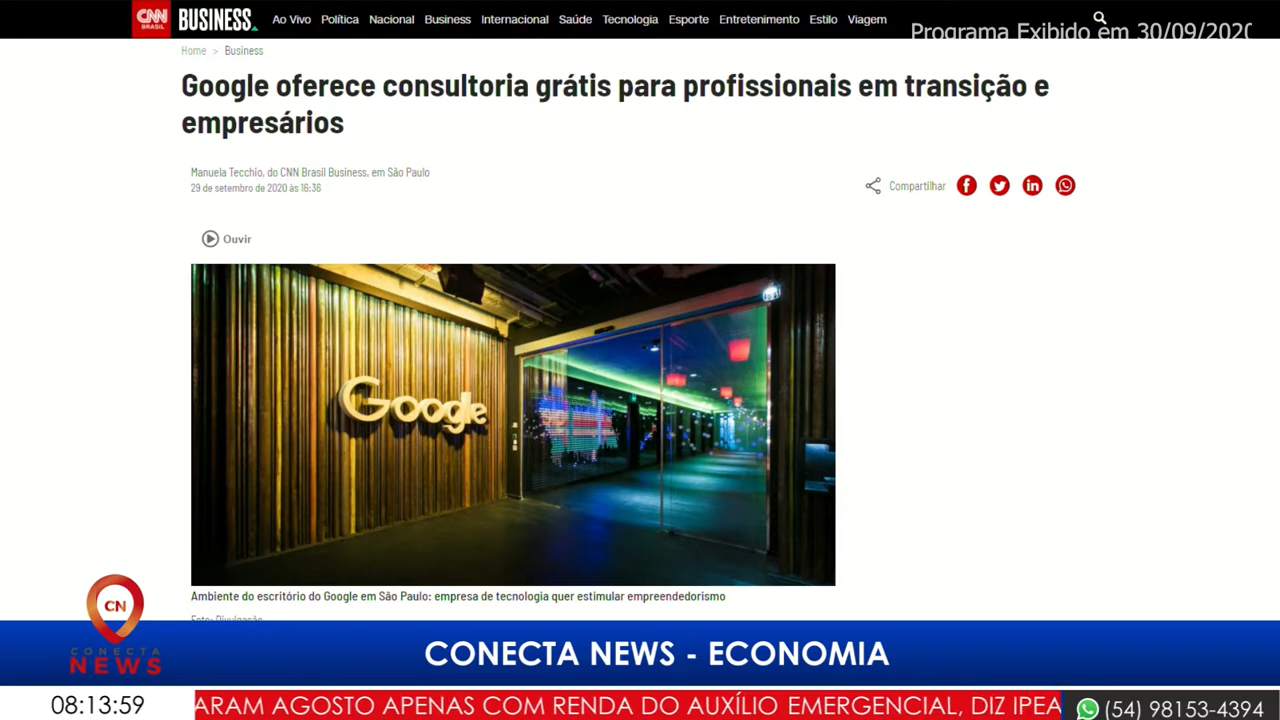 CNN BRASIL BUSINESS Ao Vivo Política Nacional Business Internacional Saúde Tecnologia Esporte Entretenimento Estilo Viagem
Programa Exibido em 30/09/2020
Home > Business
Google oferece consultoria grátis para profissionais em transição e
empresários
Manuela Tecchio, do CNN Brasil Business, em São Paulo
29 de setembro de 2020 às 16:36
Compartilhar
Ouvir
Google
Ambiente do escritório do Google em São Paulo: empresa de tecnologia quer estimular empreendedorismo
Foto: Divulgação
CN
CONECTA
NEWS
CONECTA NEWS - ECONOMIA
08:13:59
ARAM AGOSTO APENAS COM RENDA DO AUXÍLIO EMERGENCIAL, DIZ IPEA
(54) 98153-4394